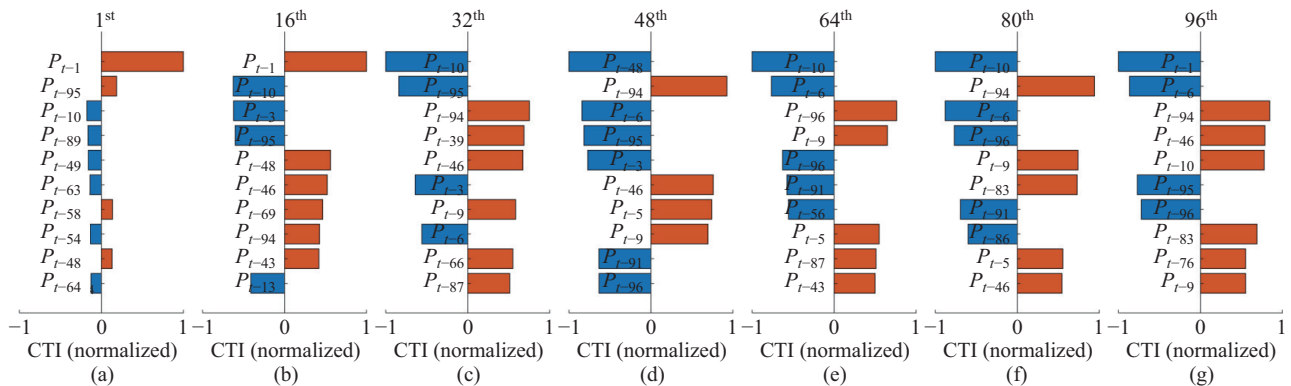 1st
16th
32th
48th
64th
80th
96th
Pt−1
Pt−95
Pt−10
Pt−89
Pt−49
Pt−63
Pt−58
Pt−54
Pt−48
Pt−64
Pt−1
Pt−10
Pt−3
Pt−95
Pt−48
Pt−46
Pt−69
Pt−94
Pt−43
Pt−13
Pt−10
Pt−95
Pt−94
Pt−39
Pt−46
Pt−3
Pt−9
Pt−6
Pt−66
Pt−87
Pt−48
Pt−94
Pt−6
Pt−95
Pt−3
Pt−46
Pt−5
Pt−9
Pt−91
Pt−96
Pt−10
Pt−6
Pt−96
Pt−9
Pt−96
Pt−91
Pt−56
Pt−5
Pt−87
Pt−43
Pt−10
Pt−94
Pt−6
Pt−96
Pt−9
Pt−83
Pt−91
Pt−86
Pt−5
Pt−46
Pt−1
Pt−6
Pt−94
Pt−46
Pt−10
Pt−95
Pt−96
Pt−83
Pt−76
Pt−9
−1 0 1
−1 0 1
−1 0 1
−1 0 1
−1 0 1
−1 0 1
−1 0 1
CTI (normalized)
CTI (normalized)
CTI (normalized)
CTI (normalized)
CTI (normalized)
CTI (normalized)
CTI (normalized)
(a)
(b)
(c)
(d)
(e)
(f)
(g)